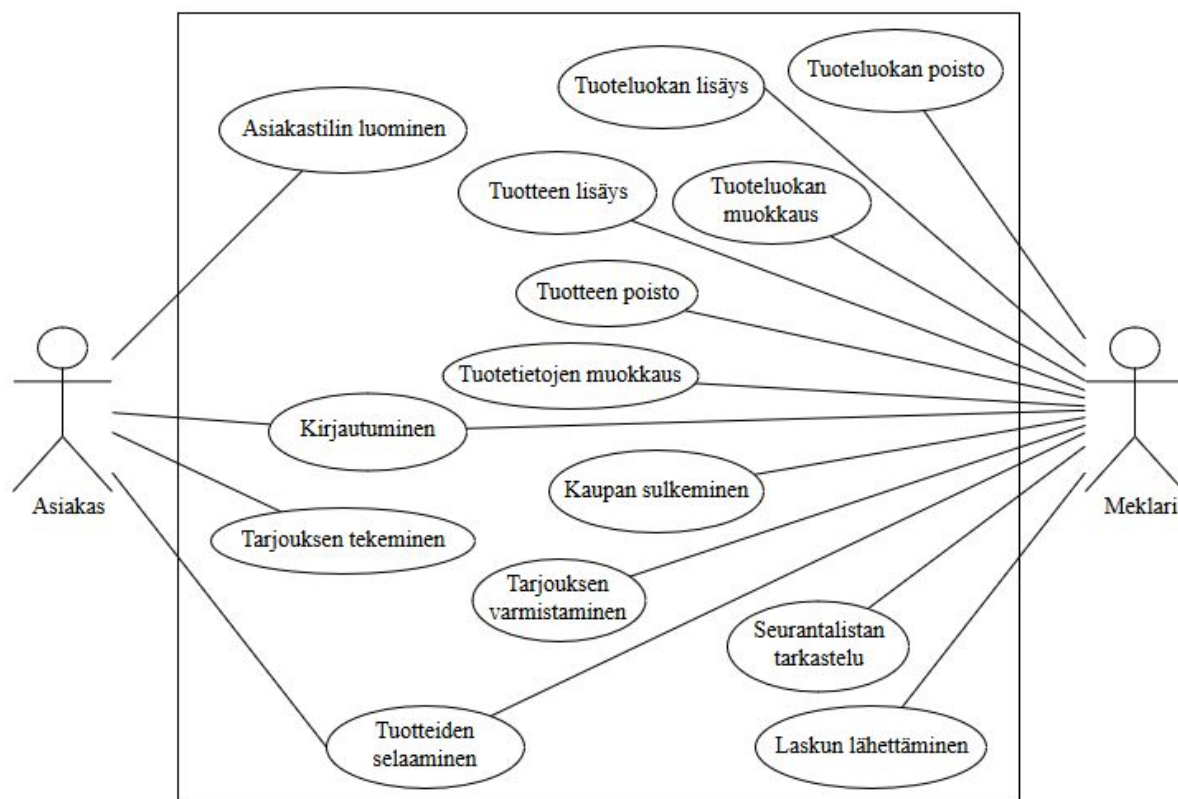 Tuoteluokan poisto
Tuoteluokan lisäys
Asiakastilin luominen
Tuotteen lisäys
Tuoteluokan
muokkaus
Tuotteen poisto
Tuotetietojen muokkaus
Kirjautuminen
Kaupan sulkeminen
Asiakas
Meklari
Tarjouksen tekeminen
Tarjouksen
varmistaminen
Seurantalistan
tarkastelu
Tuotteiden
selaaminen
Laskun lähettäminen